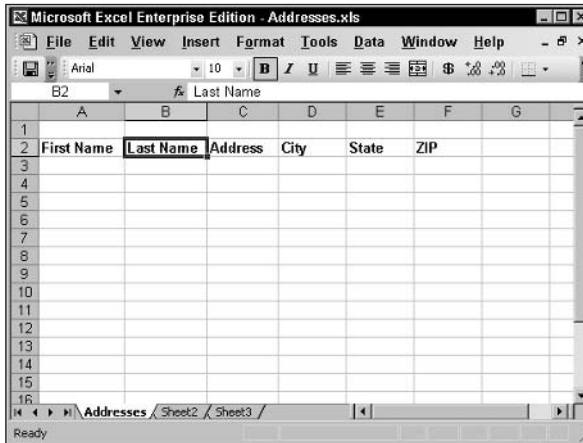 Microsoft Excel Enterprise Edition - Addresses.xls
File Edit View Insert Format Tools Data Window Help
Arial 10 B I U $ .00 .00
B2 fx Last Name
A B C D E F G
1
2 First Name Last Name Address City State ZIP
3
4
5
6
7
8
9
10
11
12
13
14
15
16
Addresses Sheet2 Sheet3
Ready